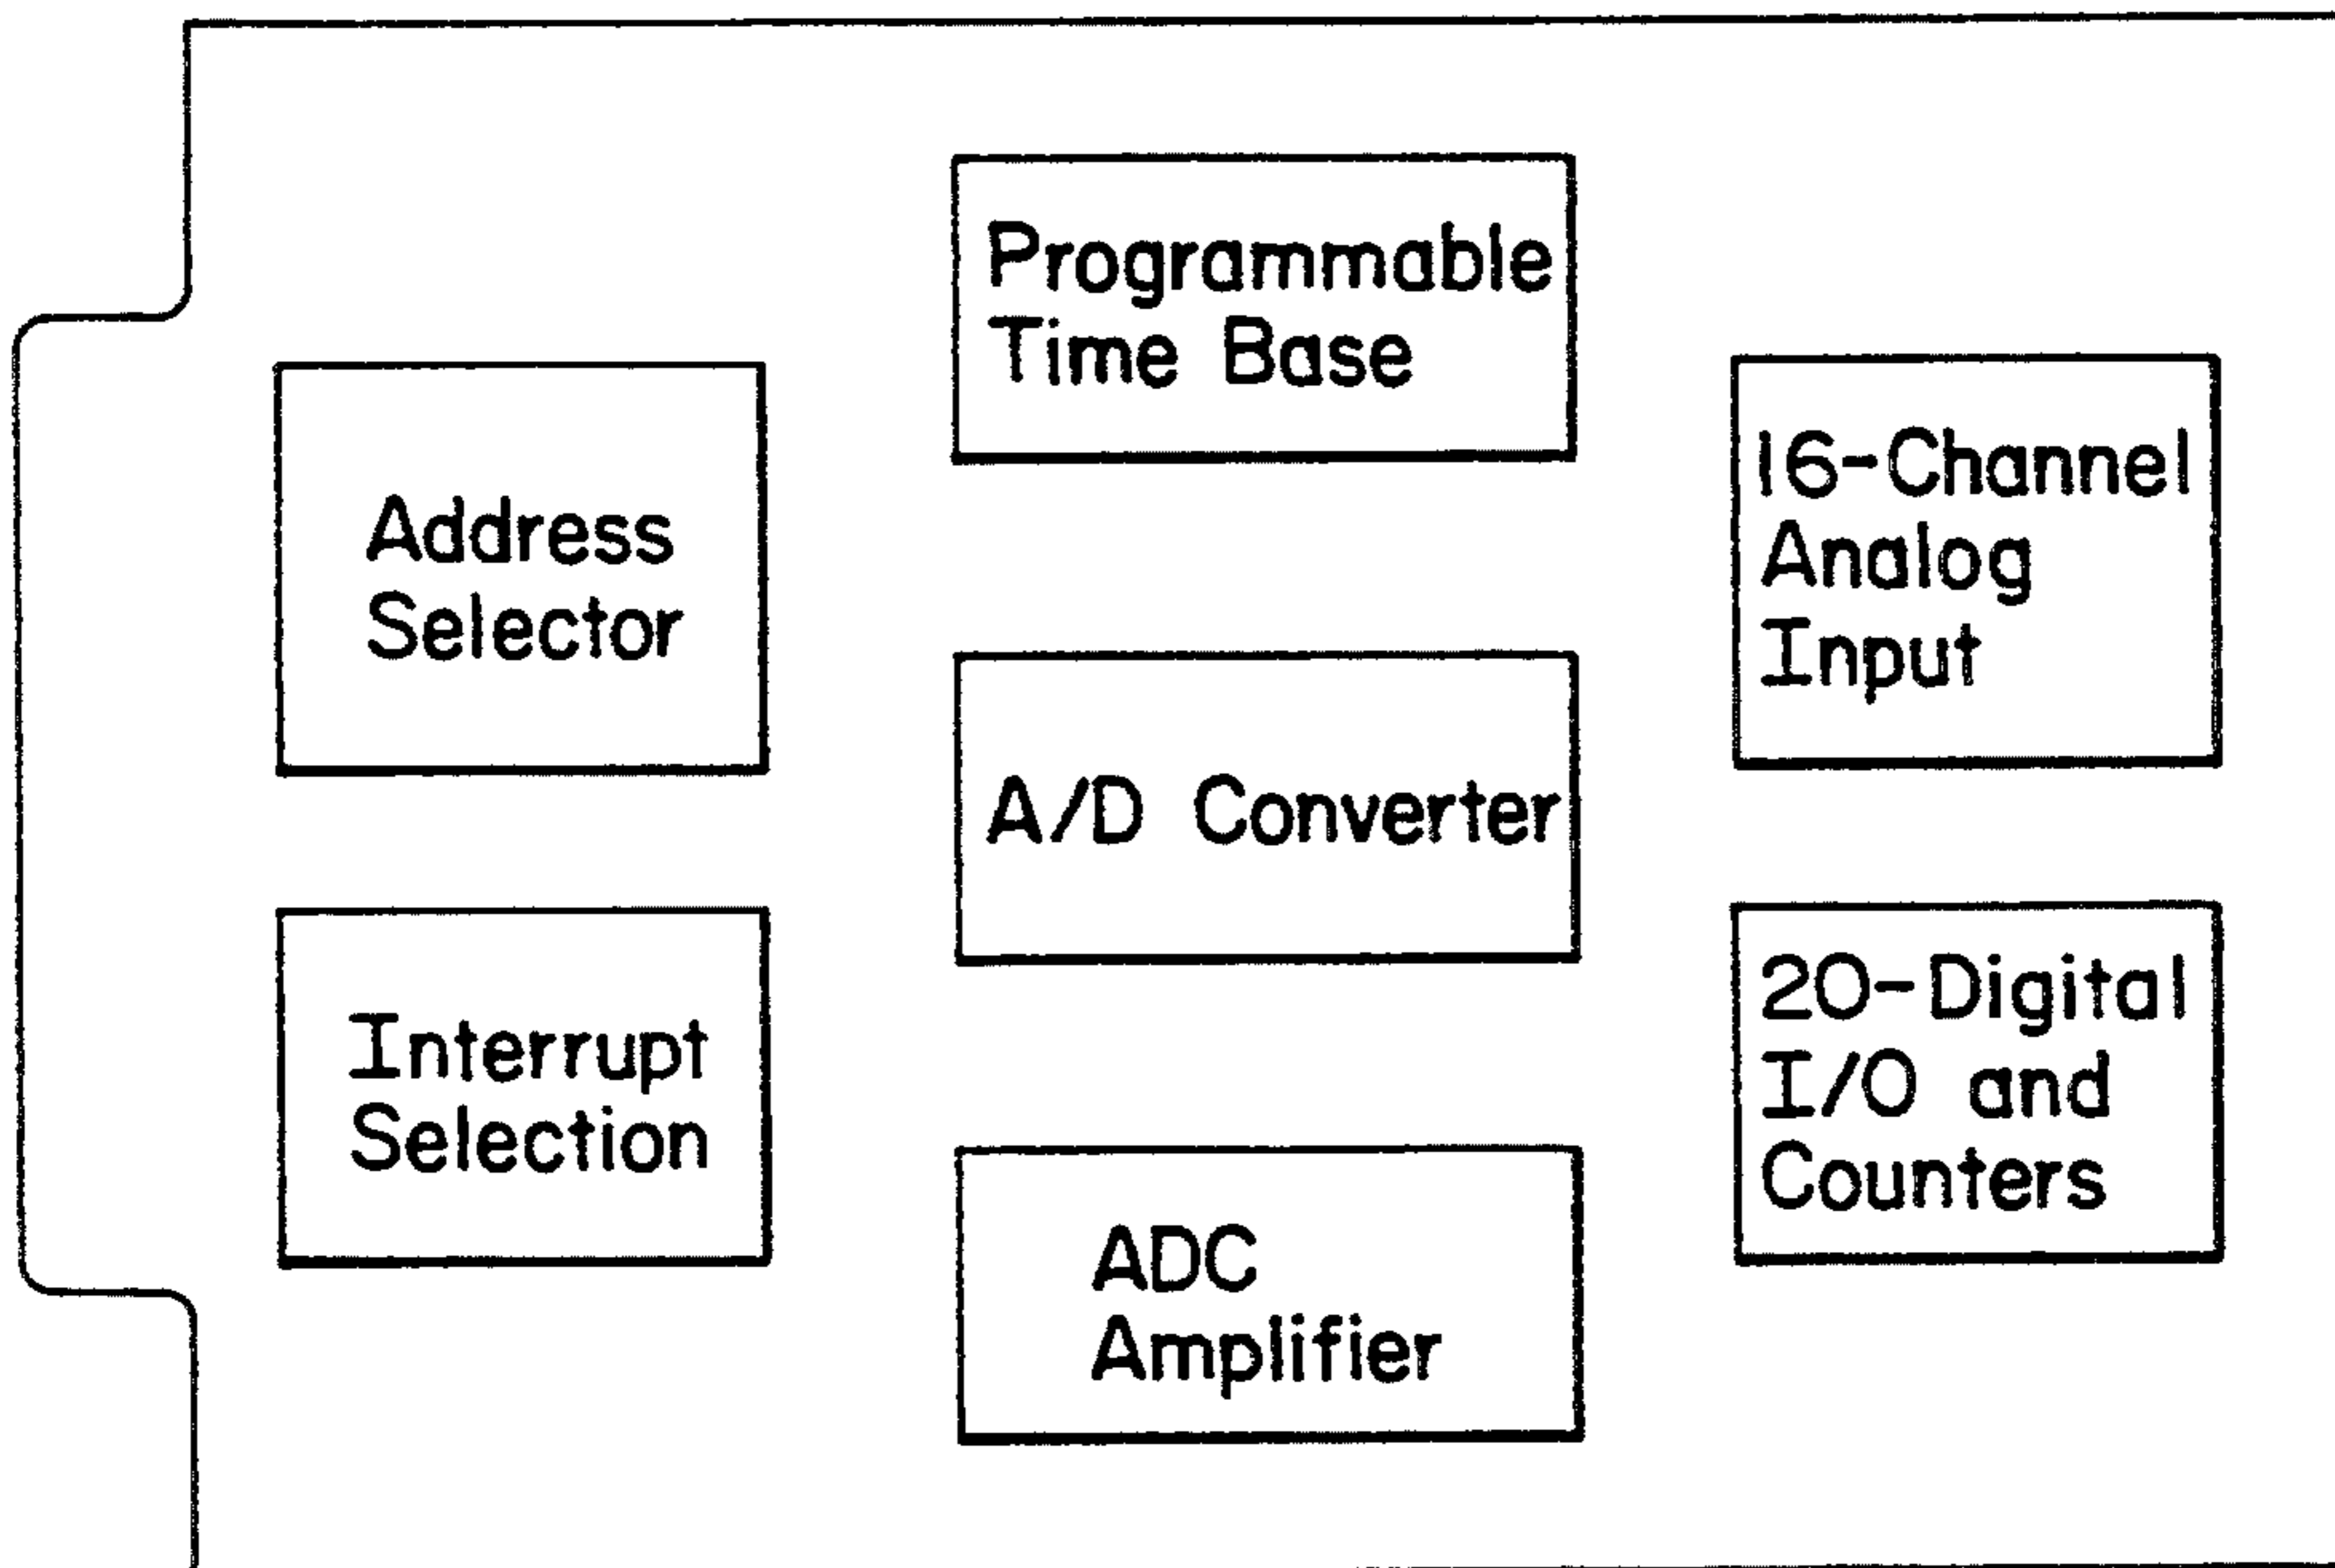 Programmable
Time Base
Address
Selector
16-Channel
Analog
Input
A/D Converter
Interrupt
Selection
20-Digital
I/O and
Counters
ADC
Amplifier